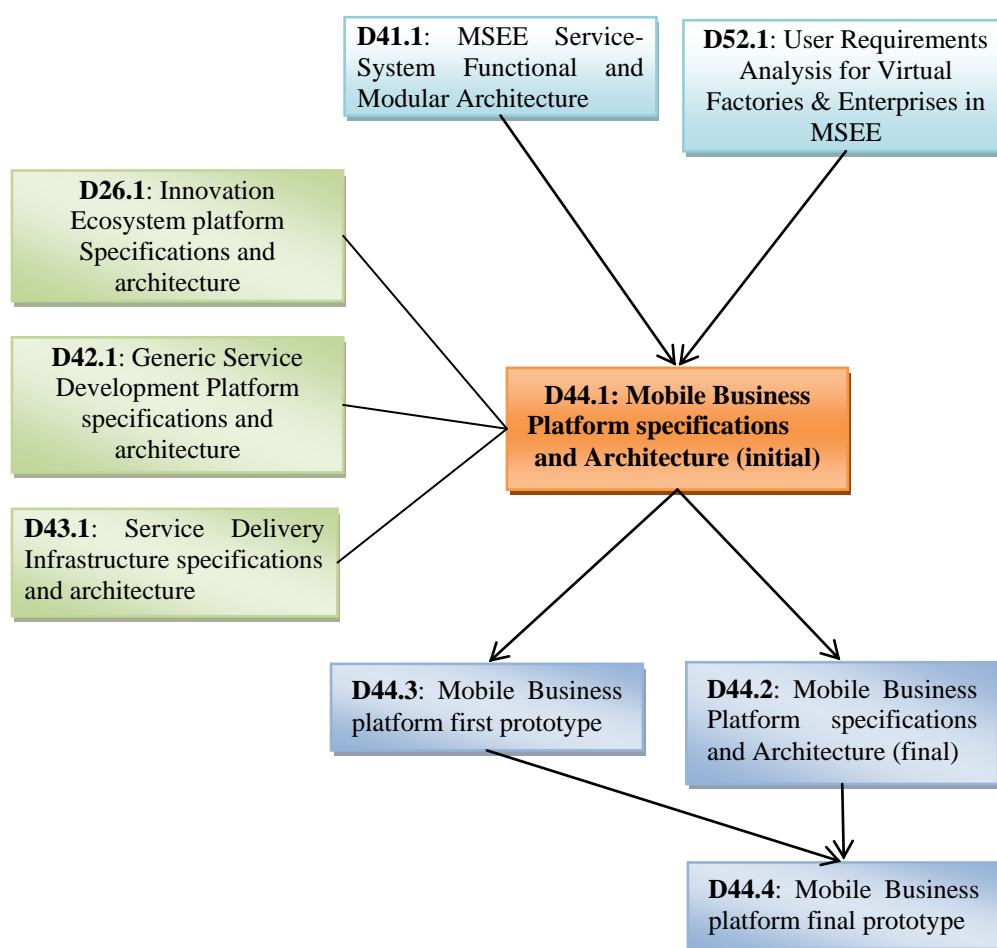 D41.1: MSEE Service-
System Functional and
Modular Architecture
D52.1: User Requirements
Analysis for Virtual
Factories & Enterprises in
MSEE
D26.1: Innovation
Ecosystem platform
Specifications and
architecture
D42.1: Generic Service
Development Platform
specifications and
architecture
D43.1: Service Delivery
Infrastructure specifications
and architecture
D44.1: Mobile Business
Platform specifications
and Architecture (initial)
D44.3: Mobile Business
platform first prototype
D44.2: Mobile Business
Platform specifications
and Architecture (final)
D44.4: Mobile Business
platform final prototype